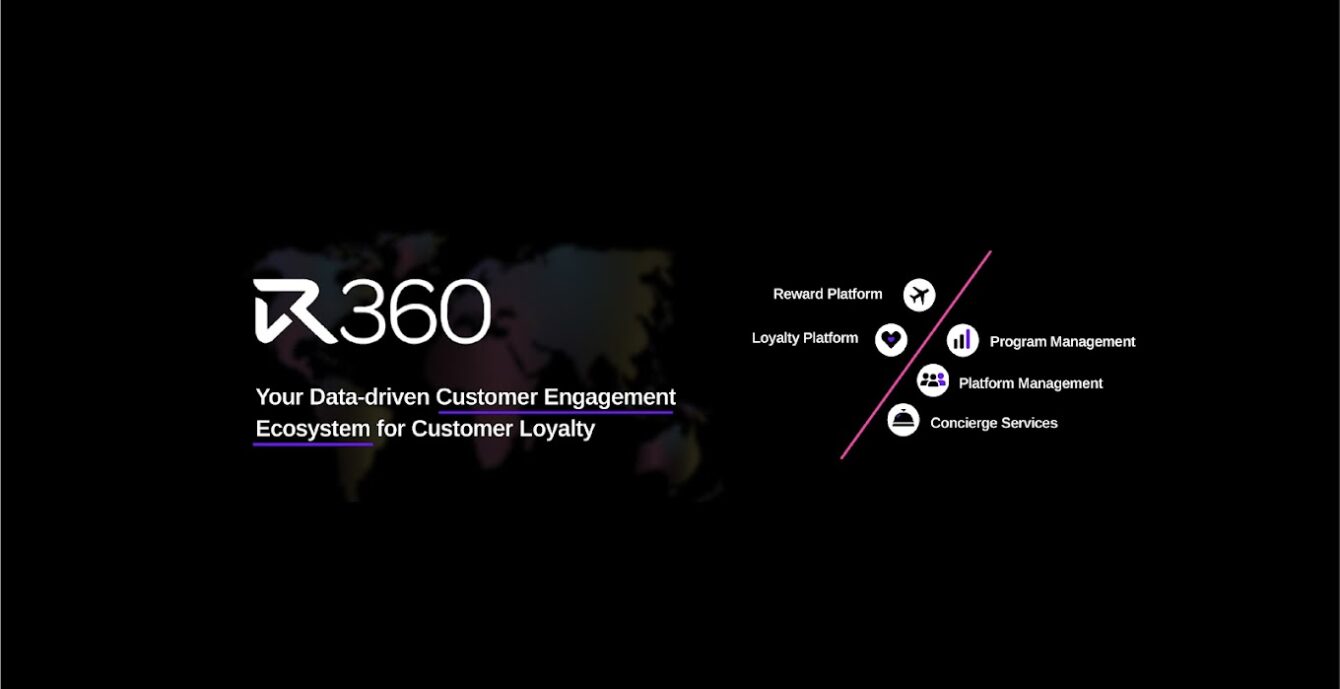 R360
Your Data-driven Customer Engagement
Ecosystem for Customer Loyalty
Reward Platform
Loyalty Platform
Program Management
Platform Management
Concierge Services